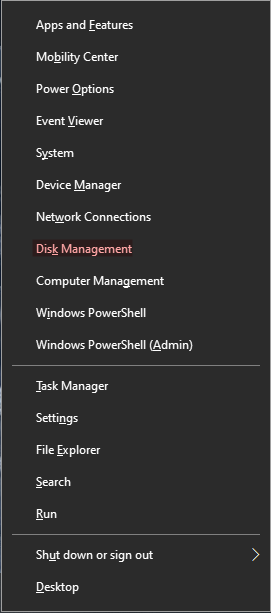 Apps and Features
Mobility Center
Power Options
Event Viewer
System
Device Manager
Network Connections
Disk Management
Computer Management
Windows PowerShell
Windows PowerShell (Admin)
Task Manager
Settings
File Explorer
Search
Run
Shut down or sign out
Desktop